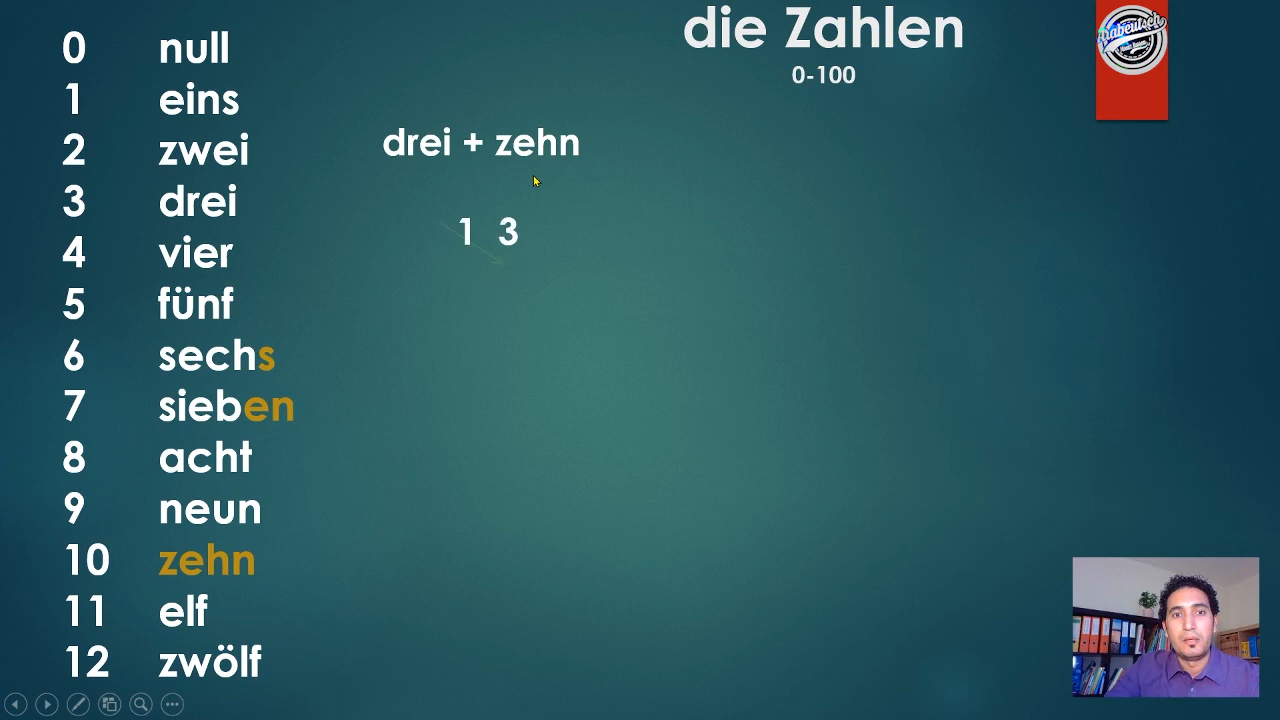 die Zahlen
0-100
0 null
1 eins
2 zwei
3 drei
4 vier
5 fünf
6 sechs
7 sieben
8 acht
9 neun
10 zehn
11 elf
12 zwölf
drei + zehn
1 3